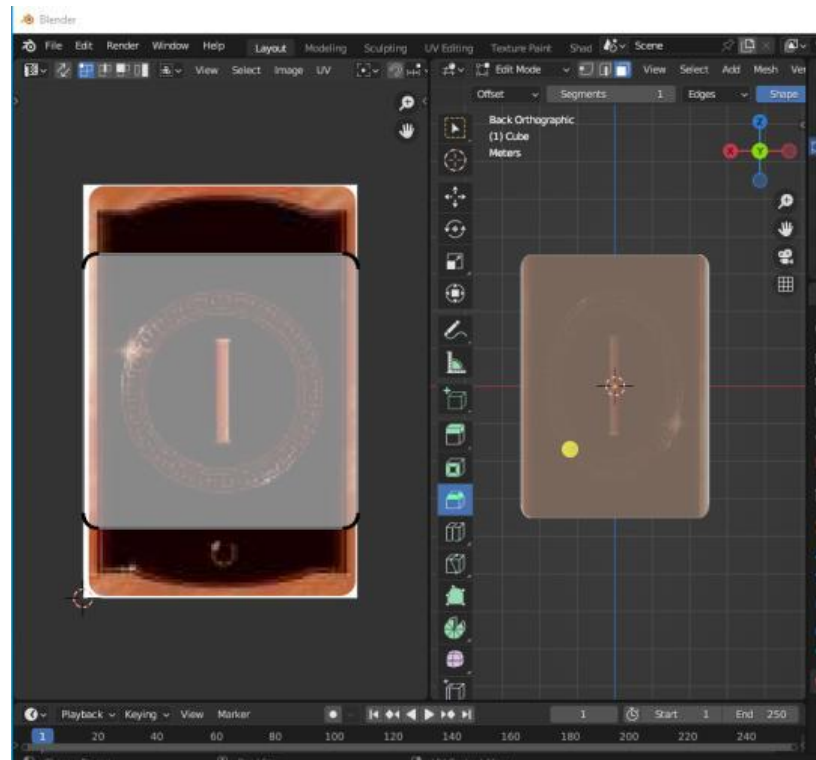 Blender
File Edit Render Window Help Layout Modeling Sculpting UV Editing Texture Paint Shad Scene
View Select Image UV Edit Mode View Select Add Mesh Ver
Offset Segments 1 Edges Shape
Back Orthographic
(1) Cube
Meters
Z
X Y
Playback Keying View Marker 1 Start 1 End 250
1 20 40 60 80 100 120 140 160 180 200 220 240